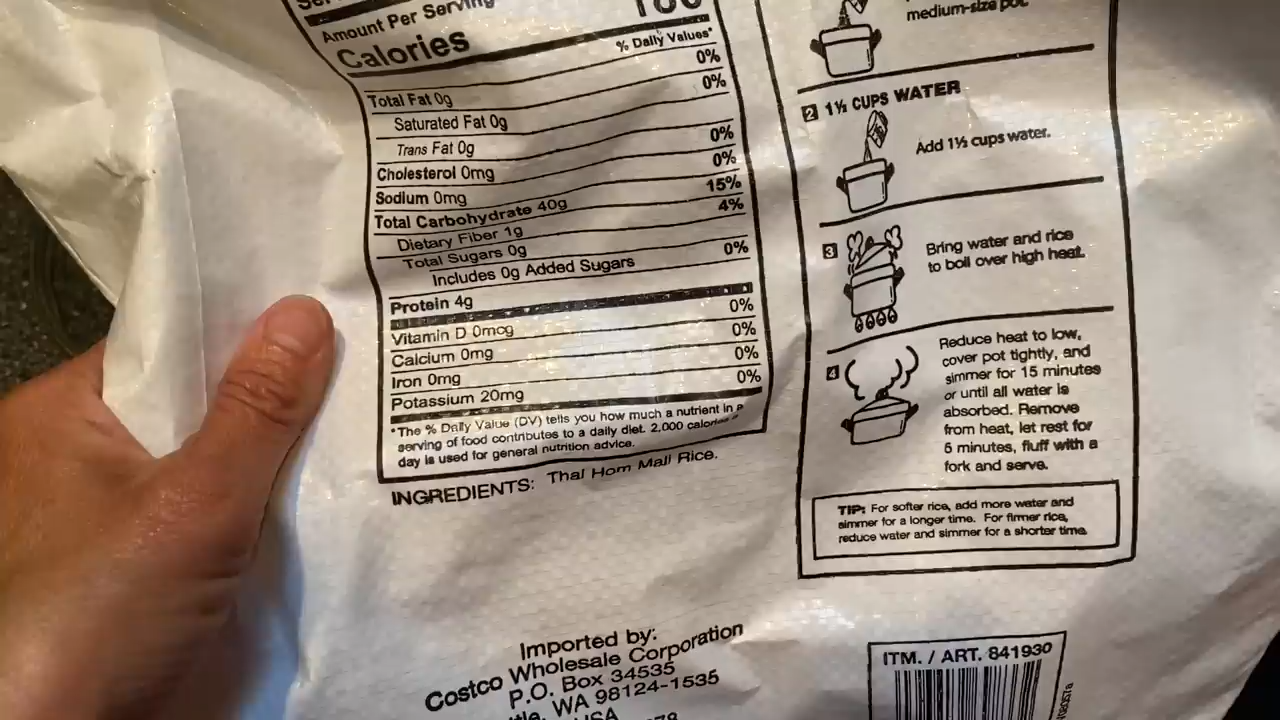 Amount Per Serving
Calories
% Daily Values*
Total Fat 0g 0%
Saturated Fat 0g 0%
Trans Fat 0g
Cholesterol 0mg 0%
Sodium 0mg 0%
Total Carbohydrate 40g 15%
Dietary Fiber 1g 4%
Total Sugars 0g
Includes 0g Added Sugars 0%
Protein 4g
Vitamin D 0mcg 0%
Calcium 0mg 0%
Iron 0mg 0%
Potassium 20mg 0%
*The % Daily Value (DV) tells you how much a nutrient in a
serving of food contributes to a daily diet. 2,000 calories a
day is used for general nutrition advice.
INGREDIENTS: Thai Hom Mali Rice.
medium-size pot.
2 1½ CUPS WATER
Add 1½ cups water.
3 Bring water and rice
to boil over high heat.
4 Reduce heat to low,
cover pot tightly, and
simmer for 15 minutes
or until all water is
absorbed. Remove
from heat, let rest for
5 minutes, fluff with a
fork and serve.
TIP: For softer rice, add more water and
simmer for a longer time. For firmer rice,
reduce water and simmer for a shorter time.
Imported by:
Costco Wholesale Corporation
P.O. Box 34535
WA 98124-1535
USA
ITM. / ART. 841930